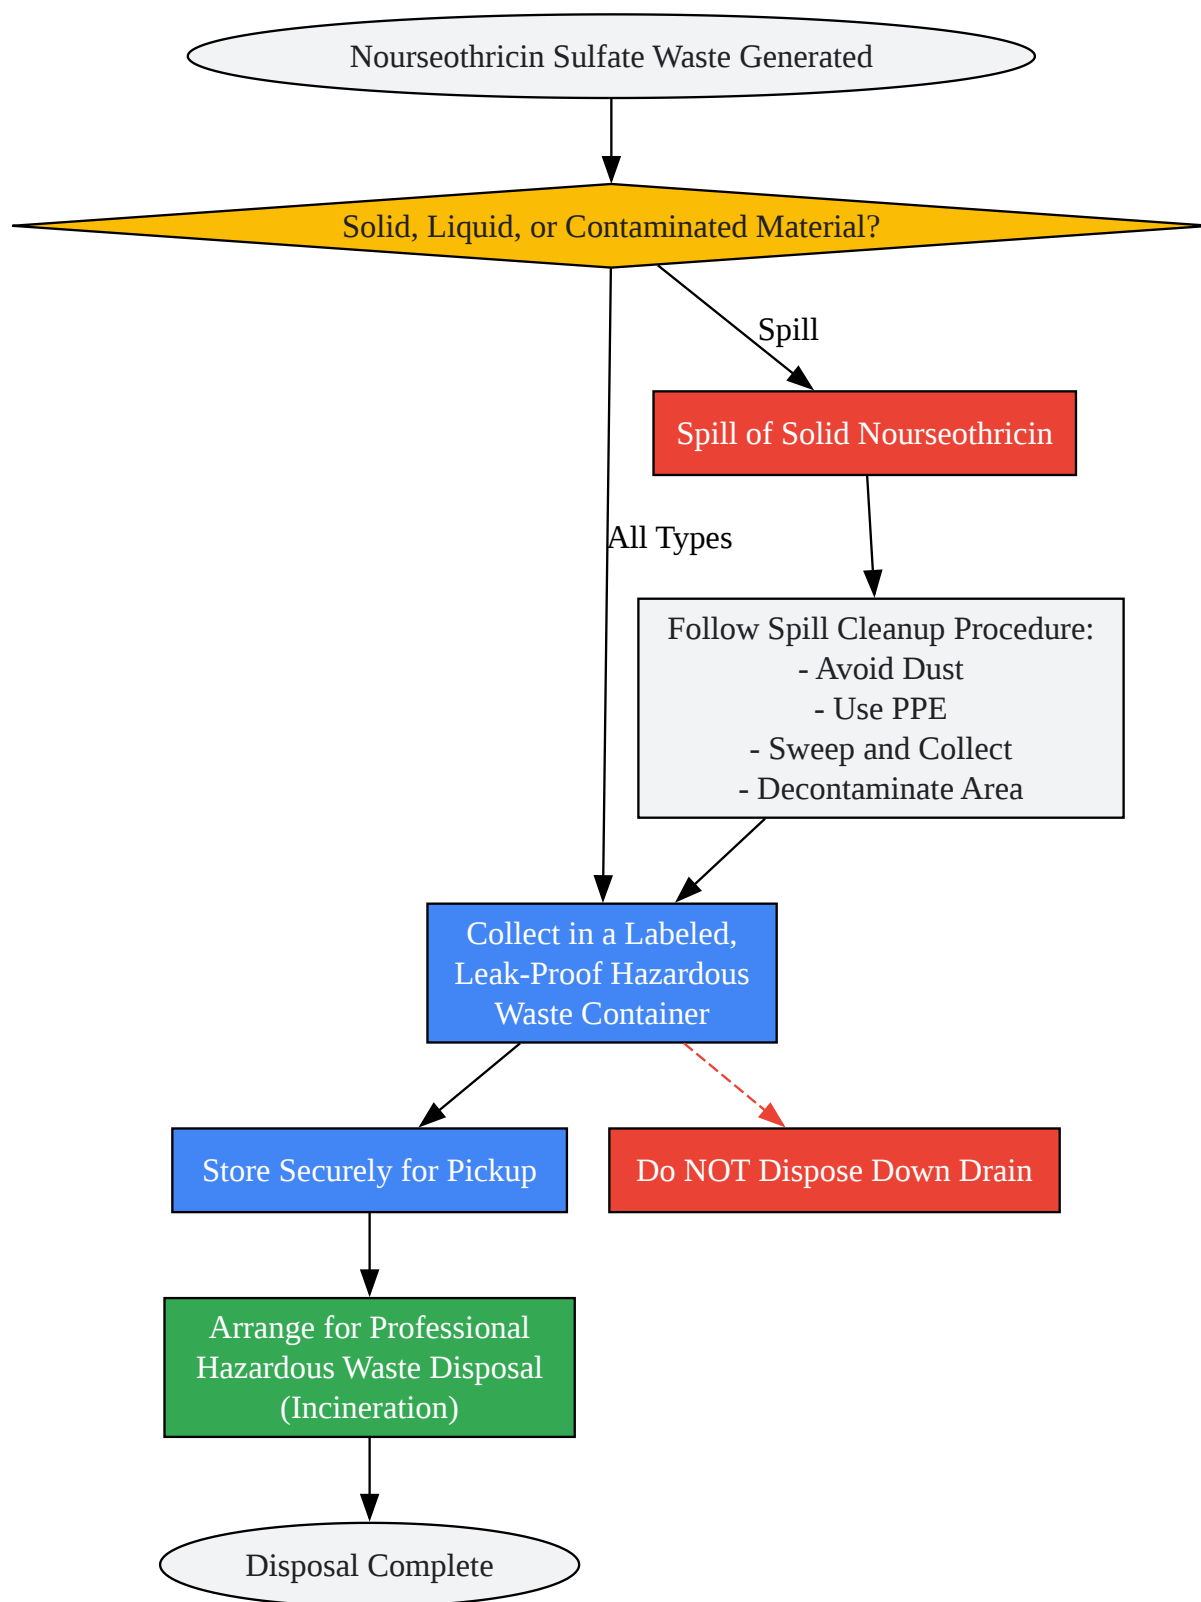 Nourseothricin Sulfate Waste Generated
Solid, Liquid, or Contaminated Material?
Spill
Spill of Solid Nourseothricin
All Types
Follow Spill Cleanup Procedure:
- Avoid Dust
- Use PPE
- Sweep and Collect
- Decontaminate Area
Collect in a Labeled,
Leak-Proof Hazardous
Waste Container
Store Securely for Pickup
Do NOT Dispose Down Drain
Arrange for Professional
Hazardous Waste Disposal
(Incineration)
Disposal Complete